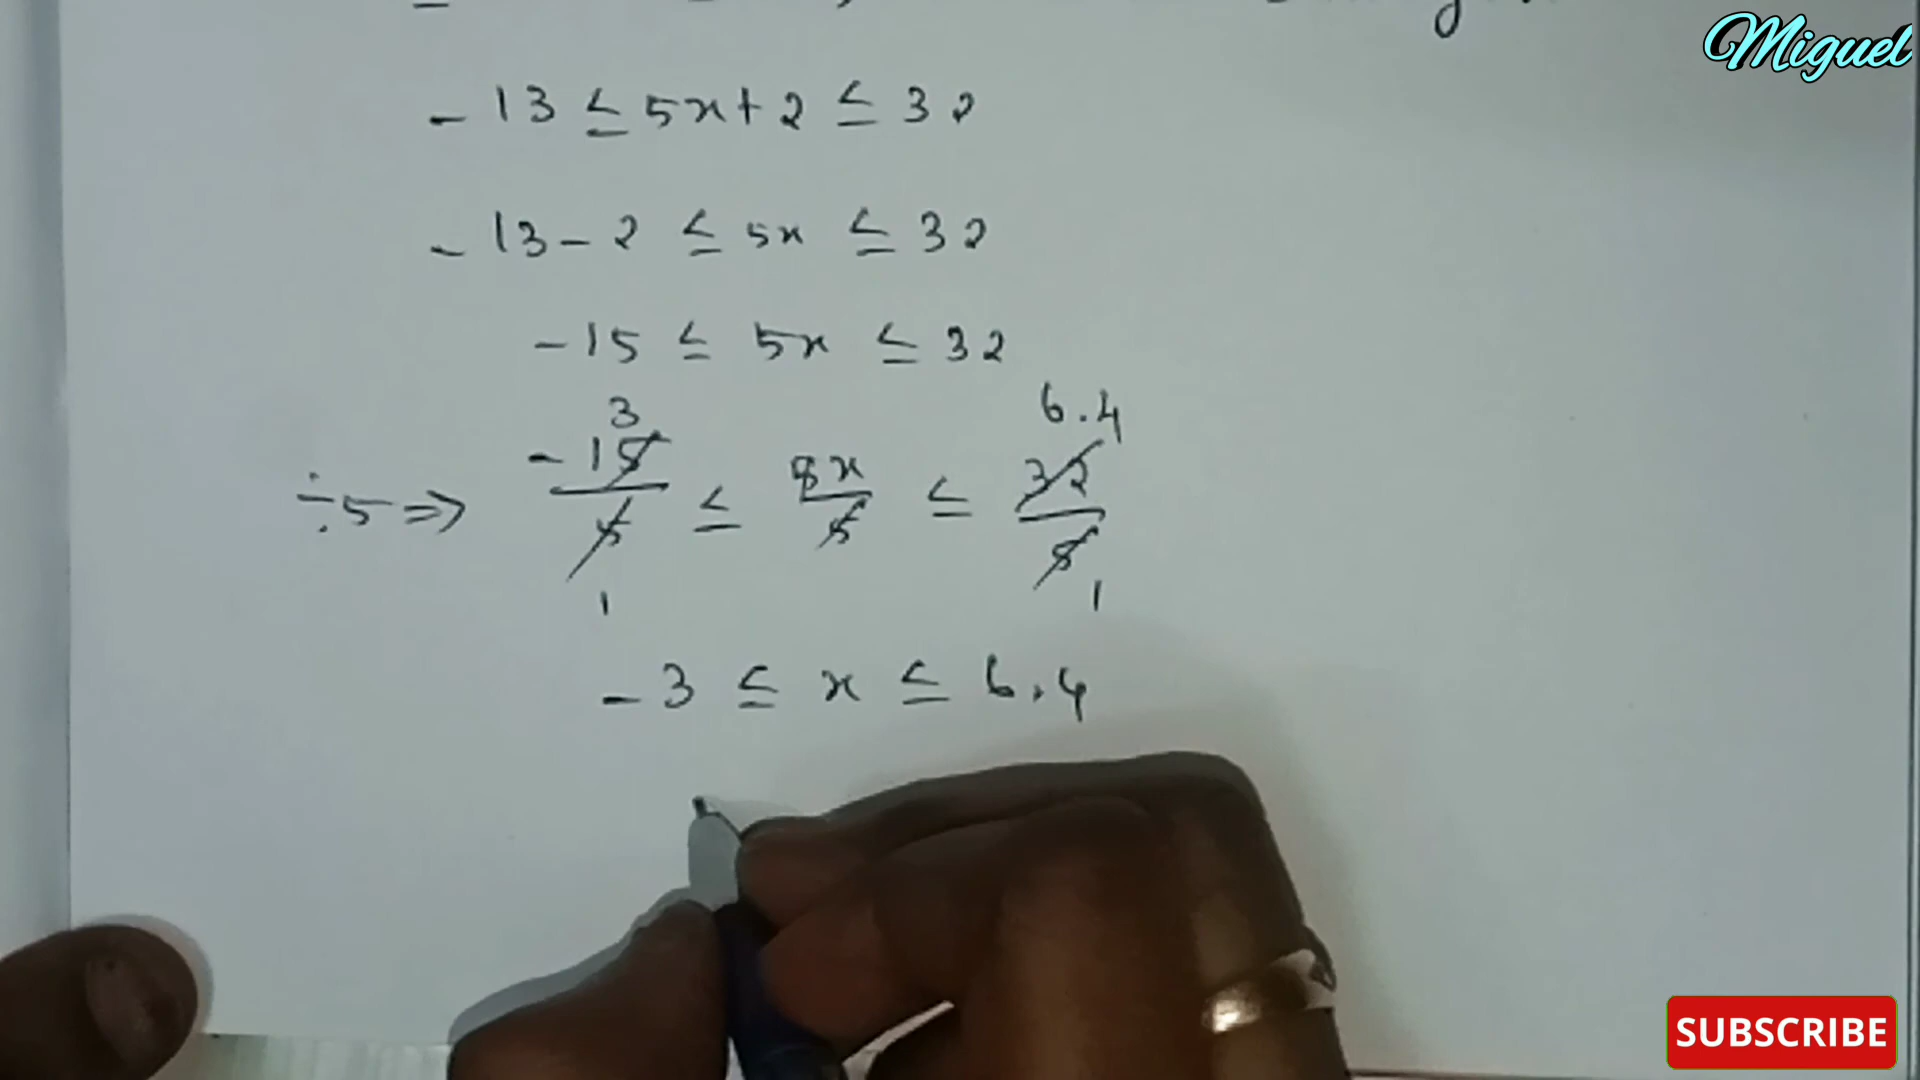 Miguel
- 13 ≤ 5x + 2 ≤ 32
- 13 - 2 ≤ 5x ≤ 32
- 15 ≤ 5x ≤ 32
3 6.4
÷5 ⇒ -15/5 ≤ 5x/5 ≤ 32/5
1 1
- 3 ≤ x ≤ 6.4
SUBSCRIBE